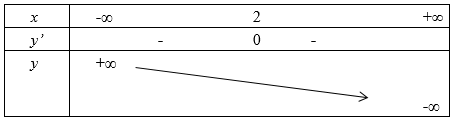 x -∞ 2 +∞
y’ - 0 -
y +∞
-∞